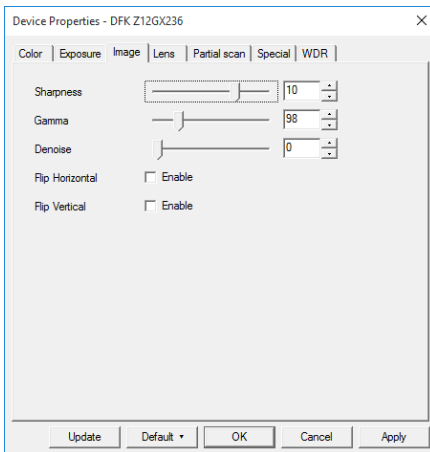 Device Properties - DFK Z12GX236
Color Exposure Image Lens Partial scan Special WDR
Sharpness 10
Gamma 98
Denoise 0
Flip Horizontal Enable
Flip Vertical Enable
Update Default OK Cancel Apply